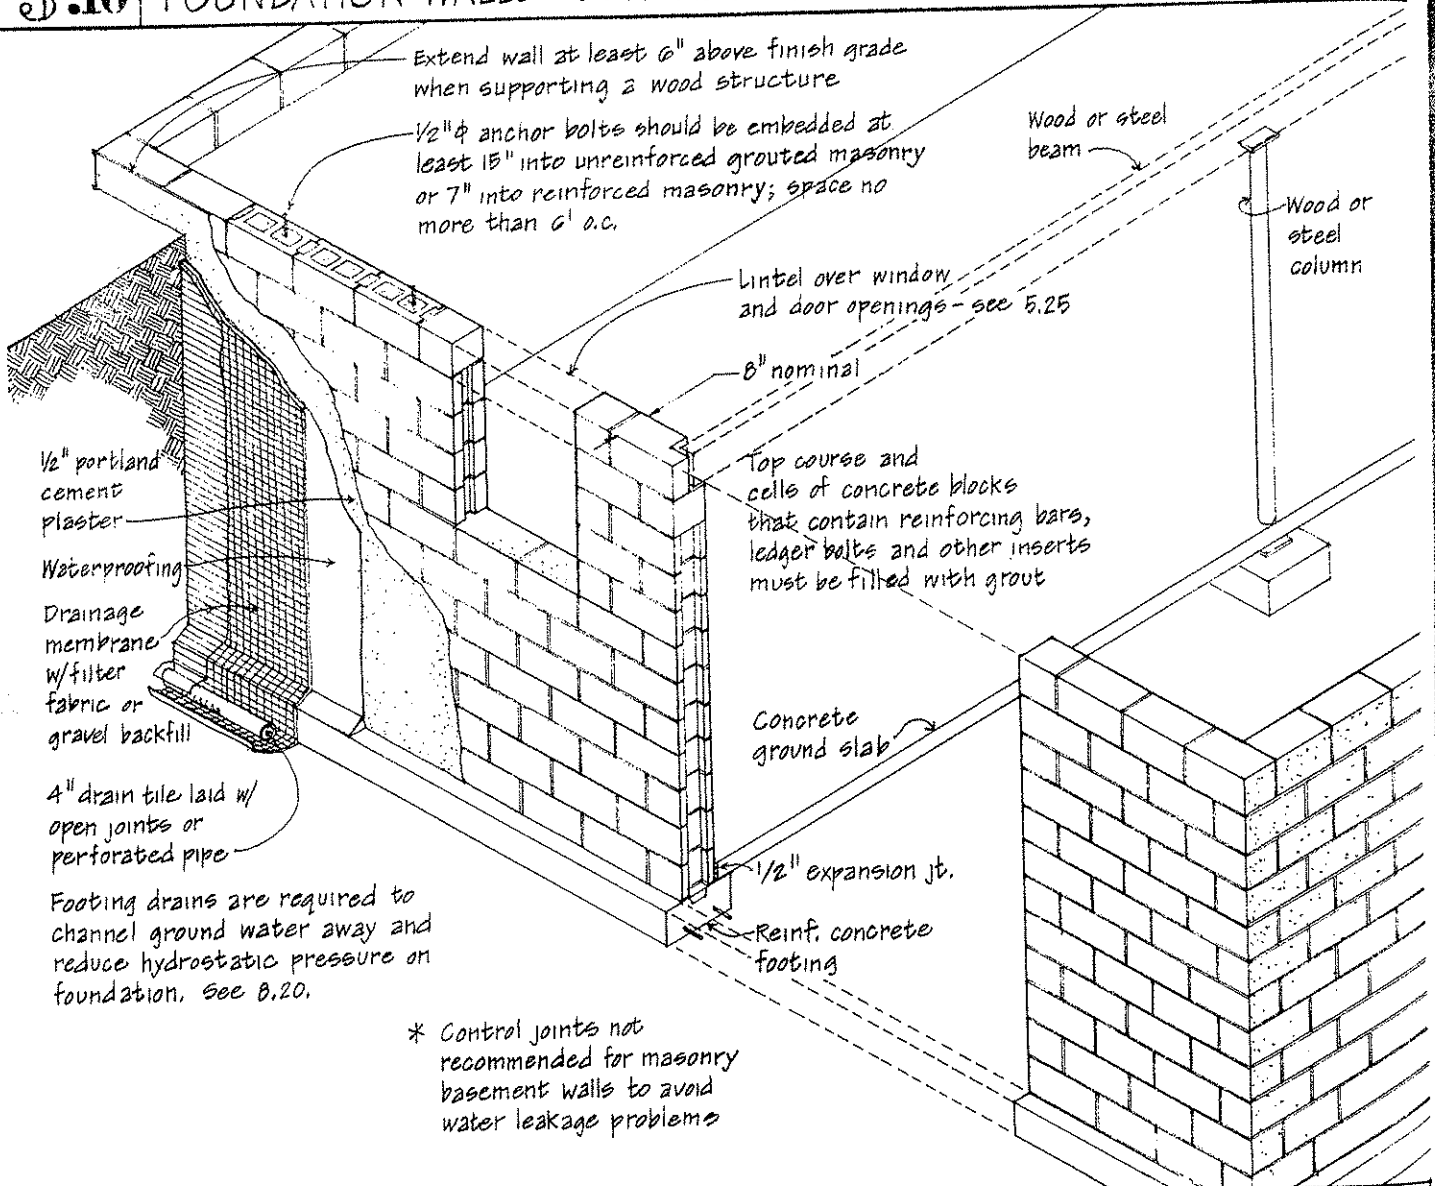 .10 FOUNDATION WALLS
Extend wall at least 6" above finish grade
when supporting a wood structure
1/2"ϕ anchor bolts should be embedded at
least 15" into unreinforced grouted masonry
or 7" into reinforced masonry; space no
more than 6' o.c.
Wood or steel
beam
Wood or
steel
column
Lintel over window
and door openings - see 5.25
8" nominal
Top course and
cells of concrete blocks
that contain reinforcing bars,
ledger bolts and other inserts
must be filled with grout
1/2" portland
cement
plaster
Waterproofing
Drainage
membrane
w/filter
fabric or
gravel backfill
4" drain tile laid w/
open joints or
perforated pipe
Footing drains are required to
channel ground water away and
reduce hydrostatic pressure on
foundation. See 8.20.
Concrete
ground slab
1/2" expansion jt.
Reinf. concrete
footing
* Control joints not
recommended for masonry
basement walls to avoid
water leakage problems